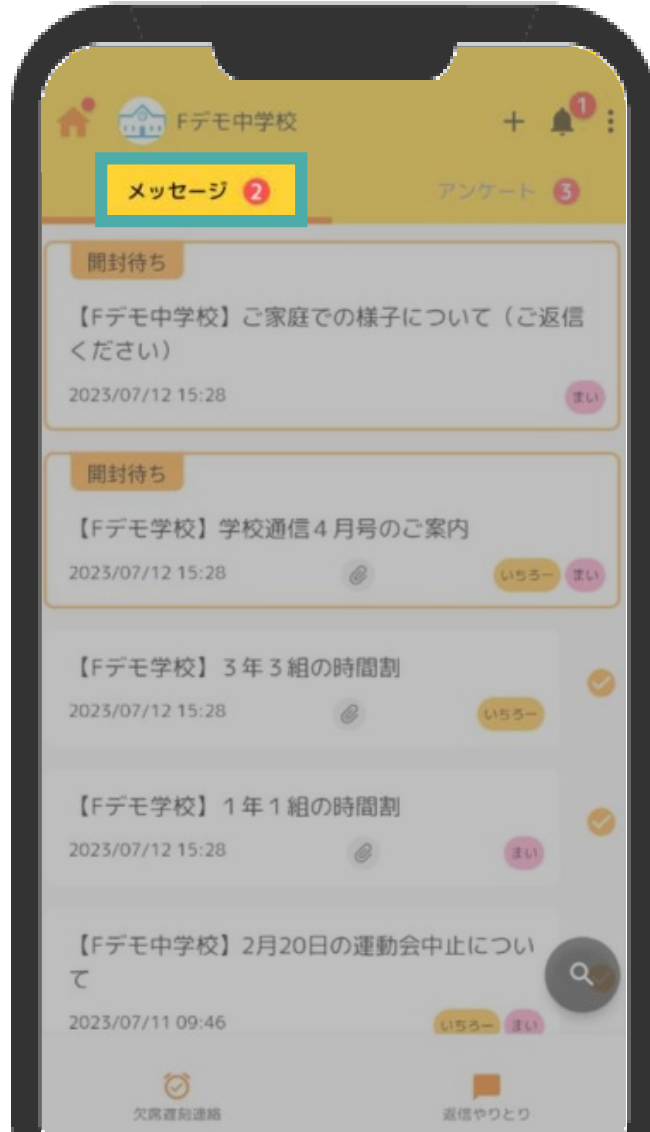 Fデモ中学校
1
メッセージ 2
アンケート 3
開封待ち
【Fデモ中学校】ご家庭での様子について（ご返信
ください）
2023/07/12 15:28
まい
開封待ち
【Fデモ学校】学校通信４月号のご案内
2023/07/12 15:28
いちろー まい
【Fデモ学校】３年３組の時間割
2023/07/12 15:28
いちろー
【Fデモ学校】１年１組の時間割
2023/07/12 15:28
まい
【Fデモ中学校】2月20日の運動会中止につい
て
2023/07/11 09:46
いちろー まい
欠席遅刻連絡
返信やりとり